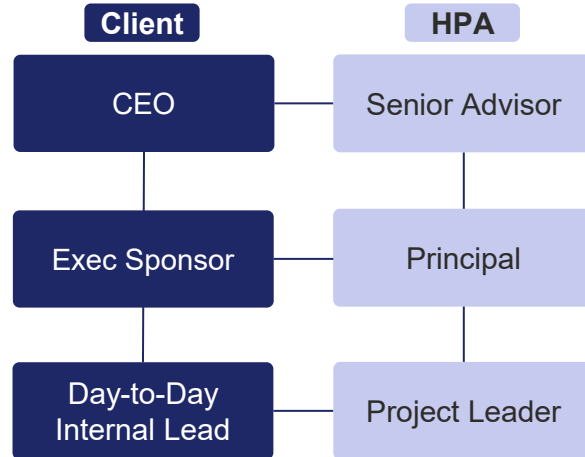 Client
HPA
CEO
Senior Advisor
Exec Sponsor
Principal
Day-to-Day
Internal Lead
Project Leader